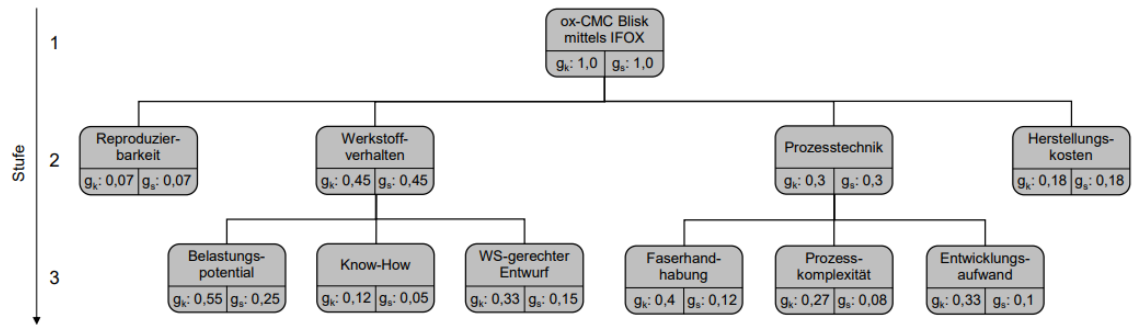 1
ox-CMC Blisk
mittels IFOX
gk: 1,0 gs: 1,0
Stufe
2
Reproduzier-
barkeit
gk: 0,07 gs: 0,07
Werkstoff-
verhalten
gk: 0,45 gs: 0,45
Prozesstechnik
gk: 0,3 gs: 0,3
Herstellungs-
kosten
gk: 0,18 gs: 0,18
3
Belastungs-
potential
gk: 0,55 gs: 0,25
Know-How
gk: 0,12 gs: 0,05
WS-gerechter
Entwurf
gk: 0,33 gs: 0,15
Faserhand-
habung
gk: 0,4 gs: 0,12
Prozess-
komplexität
gk: 0,27 gs: 0,08
Entwicklungs-
aufwand
gk: 0,33 gs: 0,1